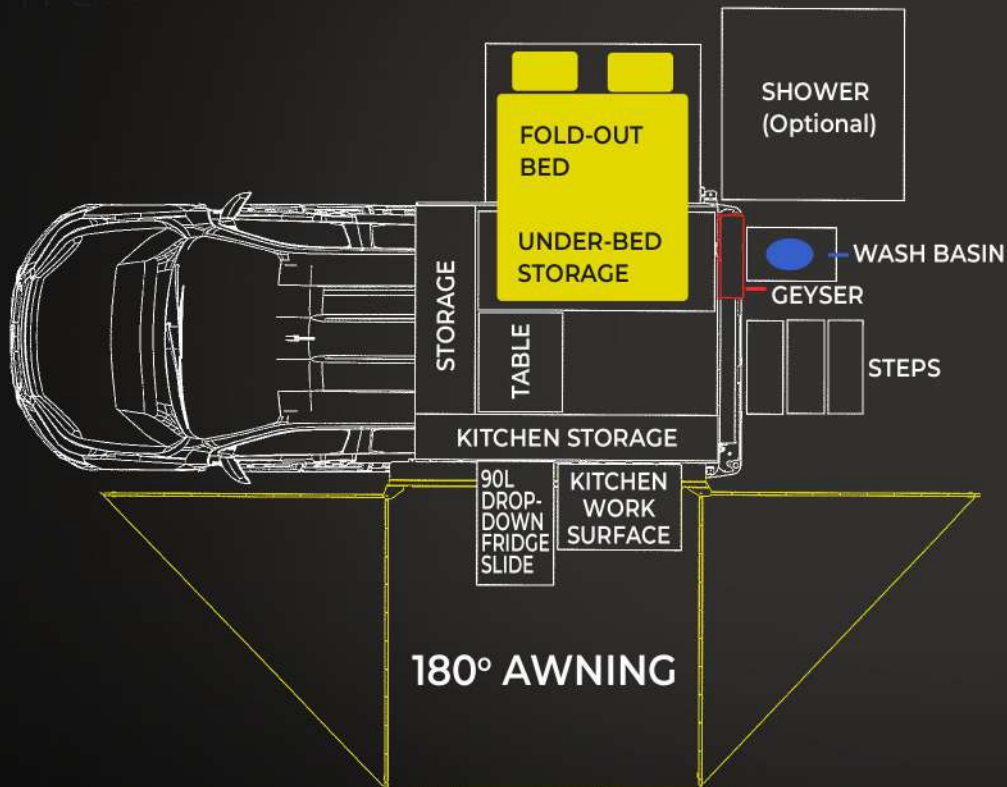 SHOWER
(Optional)
FOLD-OUT
BED
UNDER-BED
STORAGE
WASH BASIN
GEYSER
STORAGE
TABLE
STEPS
KITCHEN STORAGE
90L
DROP-
DOWN
FRIDGE
SLIDE
KITCHEN
WORK
SURFACE
180° AWNING